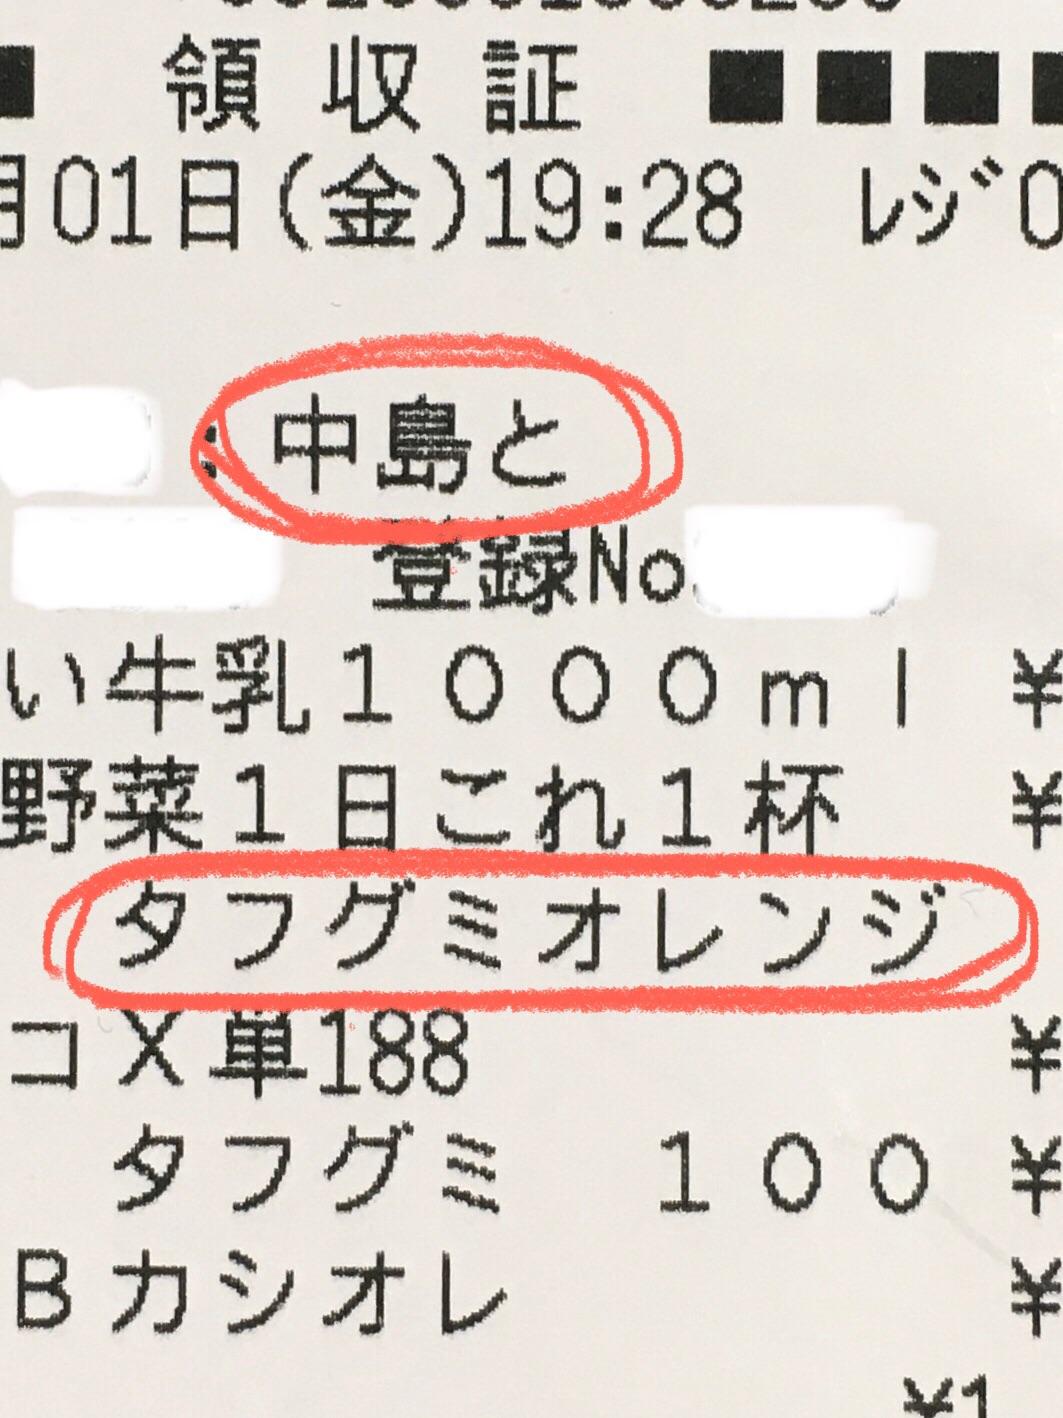 領収証 ■■■■
月01日(金)19:28 ﾚｼﾞ0
: 中島と
登録No
い牛乳1000ml ¥
野菜1日これ1杯 ¥
タフグミオレンジ
コX単188 ¥
タフグミ 100 ¥
Bカシオレ ¥
¥1